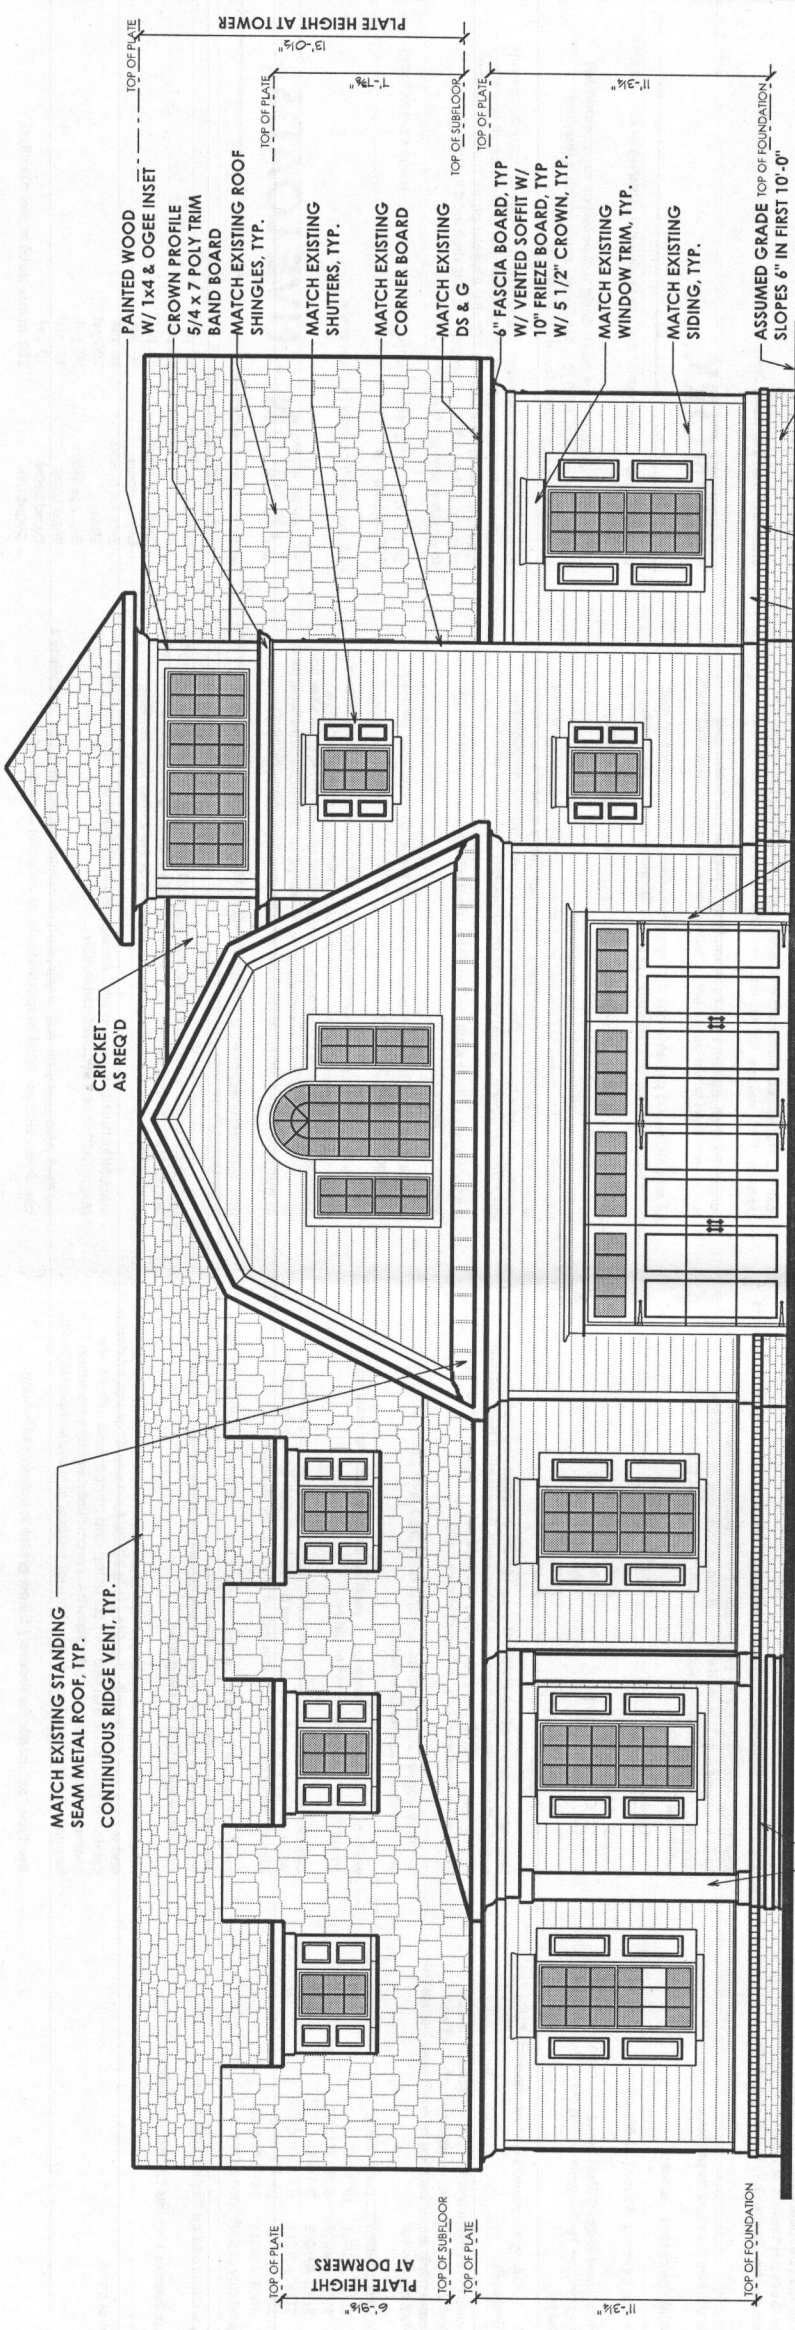 MATCH EXISTING STANDING
SEAM METAL ROOF, TYP.
CONTINUOUS RIDGE VENT, TYP.
CRICKET
AS REQ'D
PAINTED WOOD
W/ 1x4 & OGEE INSET
CROWN PROFILE
5/4 x 7 POLY TRIM
BAND BOARD
MATCH EXISTING ROOF
SHINGLES, TYP.
MATCH EXISTING
SHUTTERS, TYP.
MATCH EXISTING
CORNER BOARD
MATCH EXISTING
DS & G
6" FASCIA BOARD, TYP
W/ VENTED SOFFIT W/
10" FRIEZE BOARD, TYP
W/ 5 1/2" CROWN, TYP.
MATCH EXISTING
WINDOW TRIM, TYP.
MATCH EXISTING
SIDING, TYP.
ASSUMED GRADE
SLOPES 6" IN FIRST 10'-0"
TOP OF PLATE
TOP OF PLATE
TOP OF SUBFLOOR
TOP OF PLATE
TOP OF FOUNDATION
13'-0½"
PLATE HEIGHT AT TOWER
7'-7⅜"
11'-3¼"
TOP OF PLATE
TOP OF SUBFLOOR
TOP OF PLATE
TOP OF FOUNDATION
PLATE HEIGHT
AT DORMERS
6'-9⅛"
11'-3¼"